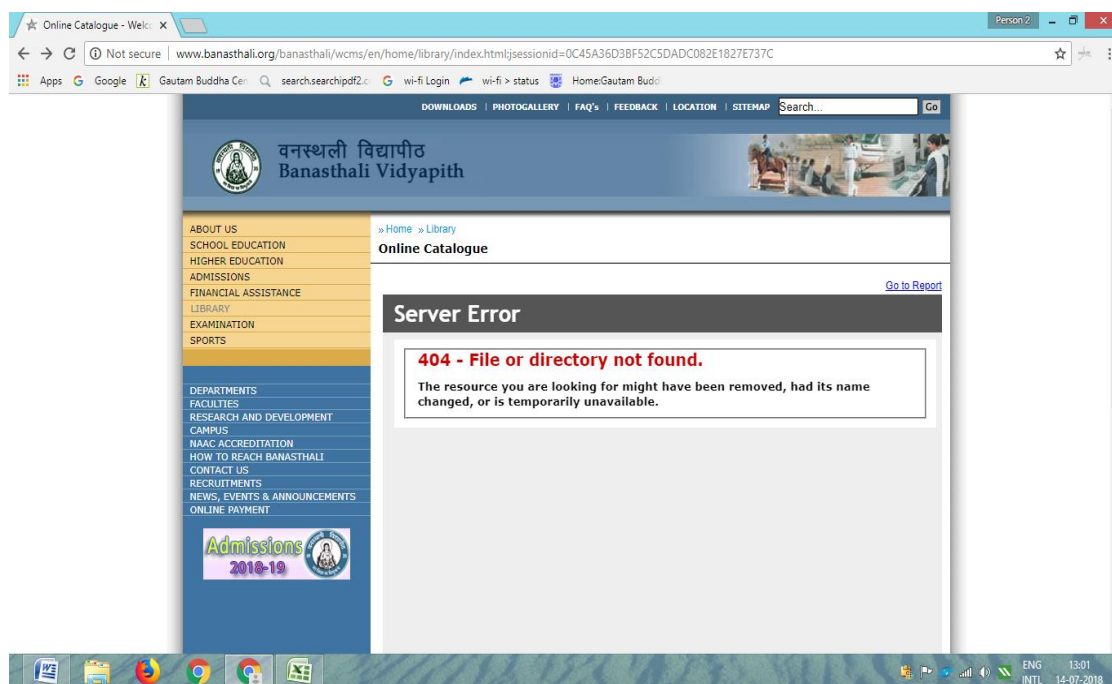 Online Catalogue - Welc
Person 2
Not secure | www.banasthali.org/banasthali/wcms/en/home/library/index.html;jsessionid=0C45A36D3BF52C5DADC082E1827E737C
Apps Google Gautam Buddha Cen search.searchipdf2.c wi-fi Login wi-fi > status Home:Gautam Budd
DOWNLOADS | PHOTOGALLERY | FAQ's | FEEDBACK | LOCATION | SITEMAP Search... Go
वनस्थली विद्यापीठ
Banasthali Vidyapith
ABOUT US
SCHOOL EDUCATION
HIGHER EDUCATION
ADMISSIONS
FINANCIAL ASSISTANCE
LIBRARY
EXAMINATION
SPORTS
DEPARTMENTS
FACULTIES
RESEARCH AND DEVELOPMENT
CAMPUS
NAAC ACCREDITATION
HOW TO REACH BANASTHALI
CONTACT US
RECRUITMENTS
NEWS, EVENTS & ANNOUNCEMENTS
ONLINE PAYMENT
Admissions
2018-19
» Home » Library
Online Catalogue
Go to Report
Server Error
404 - File or directory not found.
The resource you are looking for might have been removed, had its name
changed, or is temporarily unavailable.
ENG 13:01
INTL 14-07-2018